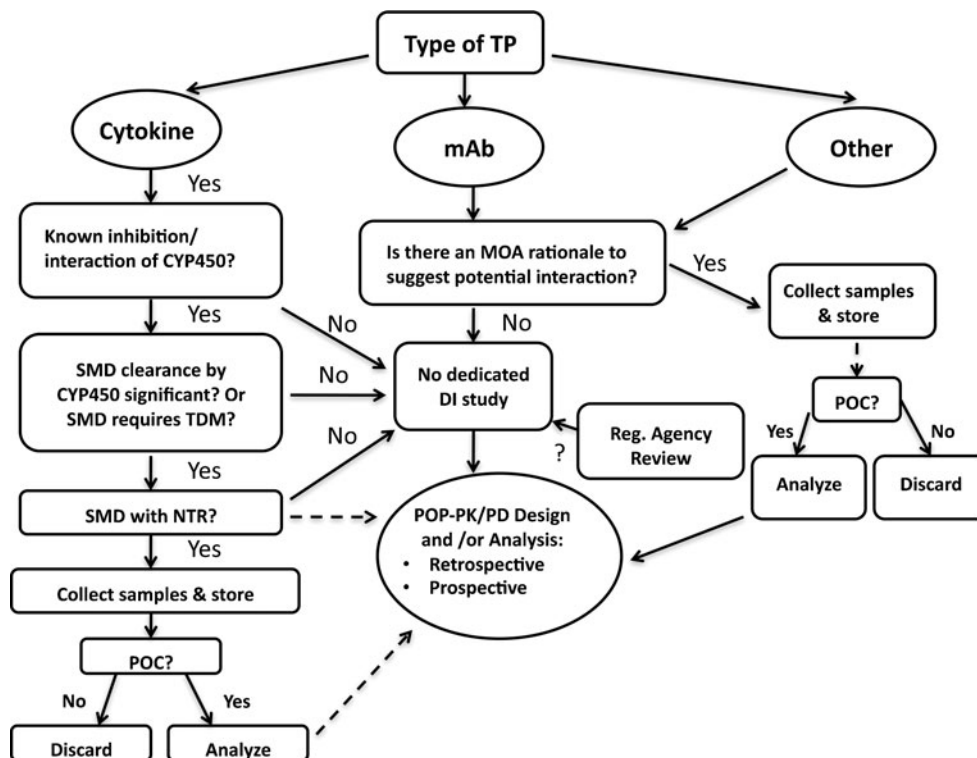 Type of TP
Cytokine
mAb
Other
Yes
Known inhibition/
interaction of CYP450?
Is there an MOA rationale to
suggest potential interaction?
Yes
Collect samples
& store
Yes
No
No
SMD clearance by
CYP450 significant? Or
SMD requires TDM?
No
No dedicated
DI study
POC?
Yes
No
No
?
Reg. Agency
Review
Yes
Analyze
Discard
SMD with NTR?
POP-PK/PD Design
and /or Analysis:
• Retrospective
• Prospective
Yes
Collect samples & store
POC?
No
Yes
Discard
Analyze